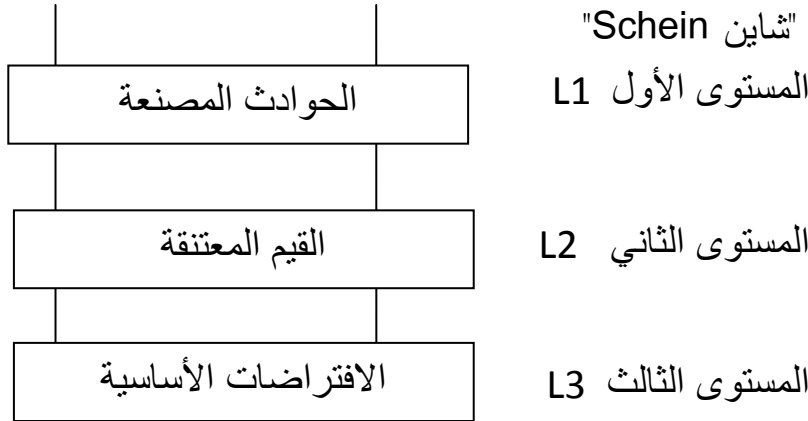 "شاين Schein"
المستوى الأول L1
الحوادث المصنعة
المستوى الثاني L2
القيم المعتنقة
المستوى الثالث L3
الافتراضات الأساسية